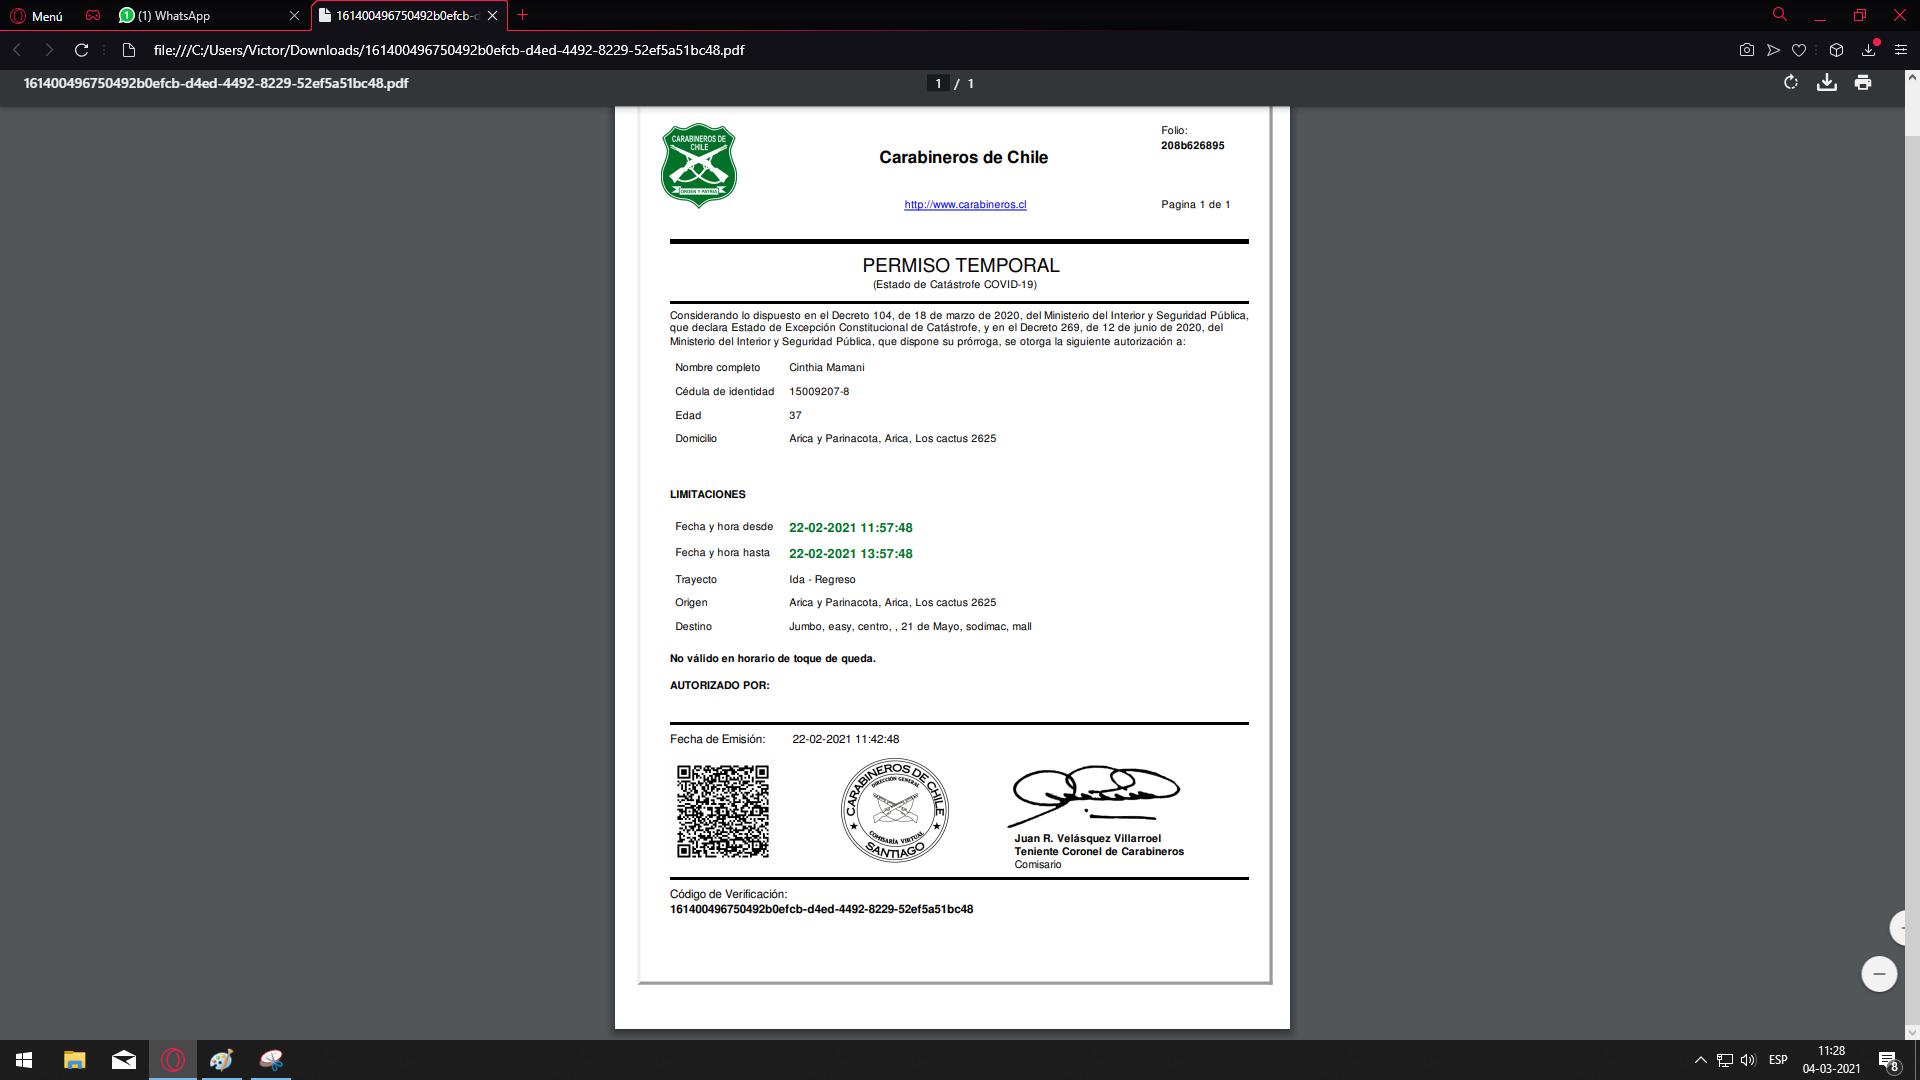 Menú
(1) WhatsApp
161400496750492b0efcb-d
file:///C:/Users/Victor/Downloads/161400496750492b0efcb-d4ed-4492-8229-52ef5a51bc48.pdf
161400496750492b0efcb-d4ed-4492-8229-52ef5a51bc48.pdf
1 / 1
CARABINEROS DE CHILE
ORDEN Y PATRIA
Carabineros de Chile
Folio:
208b626895
http://www.carabineros.cl
Pagina 1 de 1
PERMISO TEMPORAL
(Estado de Catástrofe COVID-19)
Considerando lo dispuesto en el Decreto 104, de 18 de marzo de 2020, del Ministerio del Interior y Seguridad Pública,
que declara Estado de Excepción Constitucional de Catástrofe, y en el Decreto 269, de 12 de junio de 2020, del
Ministerio del Interior y Seguridad Pública, que dispone su prórroga, se otorga la siguiente autorización a:
Nombre completo Cinthia Mamani
Cédula de identidad 15009207-8
Edad 37
Domicilio Arica y Parinacota, Arica, Los cactus 2625
LIMITACIONES
Fecha y hora desde 22-02-2021 11:57:48
Fecha y hora hasta 22-02-2021 13:57:48
Trayecto Ida - Regreso
Origen Arica y Parinacota, Arica, Los cactus 2625
Destino Jumbo, easy, centro, , 21 de Mayo, sodimac, mall
No válido en horario de toque de queda.
AUTORIZADO POR:
Fecha de Emisión: 22-02-2021 11:42:48
CARABINEROS DE CHILE
DIRECCIÓN GENERAL
COMISARÍA VIRTUAL
SANTIAGO
Juan R. Velásquez Villarroel
Teniente Coronel de Carabineros
Comisario
Código de Verificación:
161400496750492b0efcb-d4ed-4492-8229-52ef5a51bc48
ESP
11:28
04-03-2021
8